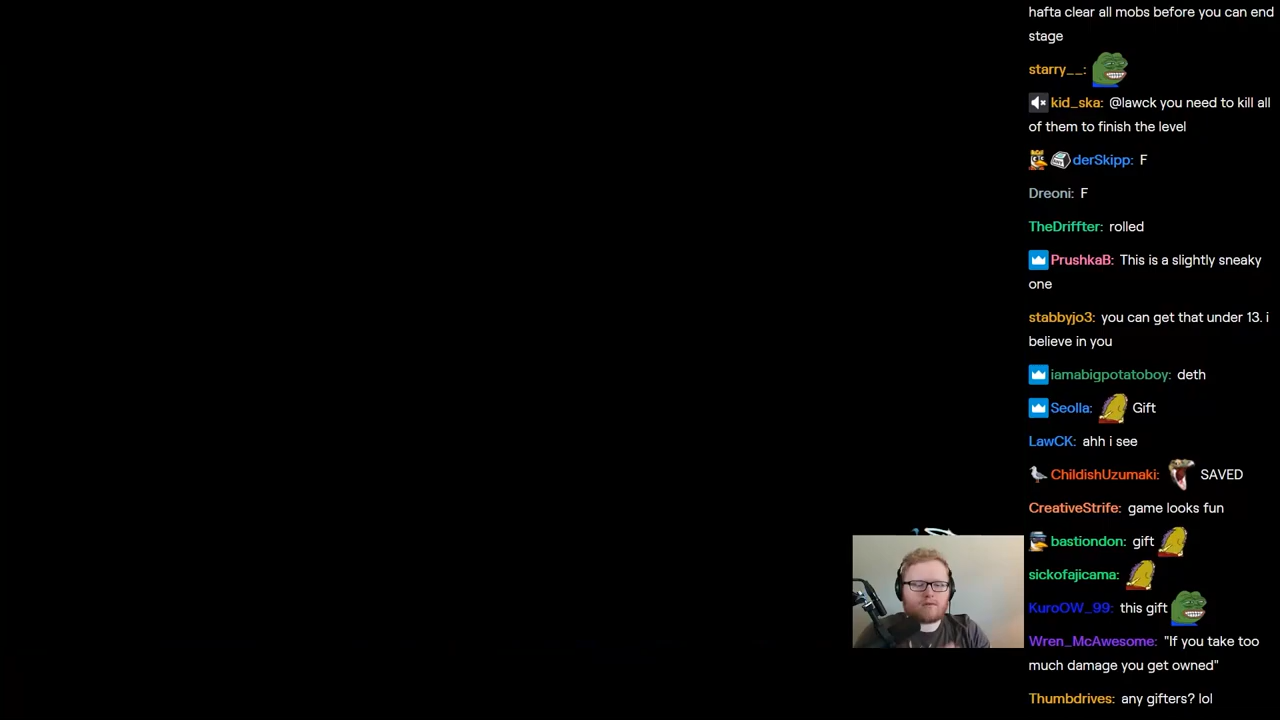 hafta clear all mobs before you can end
stage
starry__:
kid_ska: @lawck you need to kill all
of them to finish the level
derSkipp: F
Dreoni: F
TheDriffter: rolled
PrushkaB: This is a slightly sneaky
one
stabbyjo3: you can get that under 13. i
believe in you
iamabigpotatoboy: deth
Seolla: Gift
LawCK: ahh i see
ChildishUzumaki: SAVED
CreativeStrife: game looks fun
bastiondon: gift
sickofajicama:
KuroOW_99: this gift
Wren_McAwesome: "If you take too
much damage you get owned"
Thumbdrives: any gifters? lol